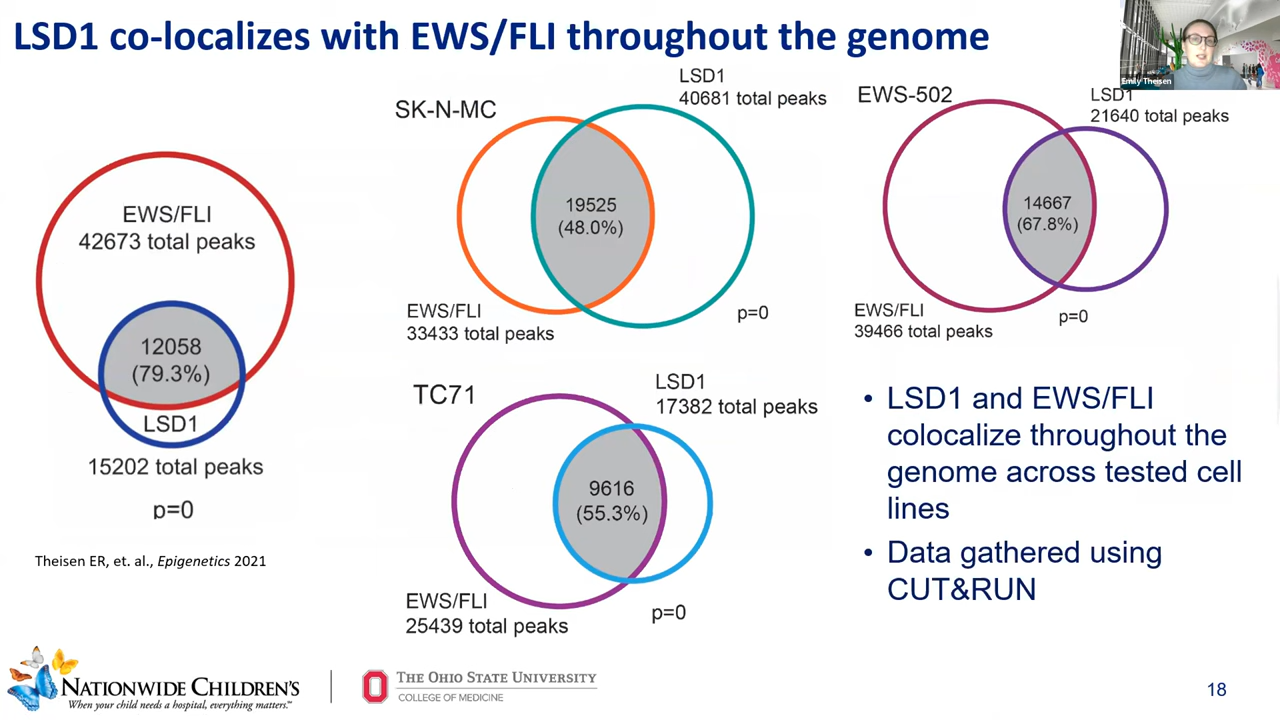 LSD1 co-localizes with EWS/FLI throughout the genome
Emily Theisen
EWS/FLI
42673 total peaks
12058
(79.3%)
LSD1
15202 total peaks
p=0
Theisen ER, et. al., Epigenetics 2021
SK-N-MC
LSD1
40681 total peaks
19525
(48.0%)
EWS/FLI
33433 total peaks
p=0
EWS-502
LSD1
21640 total peaks
14667
(67.8%)
EWS/FLI
39466 total peaks
p=0
TC71
LSD1
17382 total peaks
9616
(55.3%)
EWS/FLI
25439 total peaks
p=0
• LSD1 and EWS/FLI
colocalize throughout the
genome across tested cell
lines
• Data gathered using
CUT&RUN
NATIONWIDE CHILDREN'S
When your child needs a hospital, everything matters.™
THE OHIO STATE UNIVERSITY
COLLEGE OF MEDICINE
18